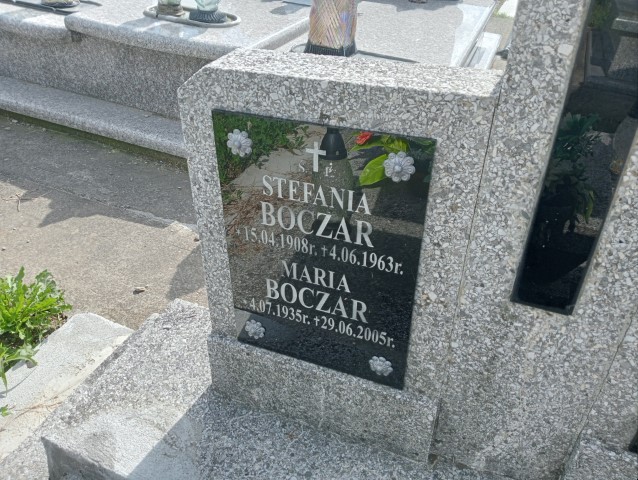 Ś. P.
STEFANIA
BOCZAR
*15.04.1908r. +4.06.1963r.
MARIA
BOCZAR
*4.07.1935r. +29.06.2005r.